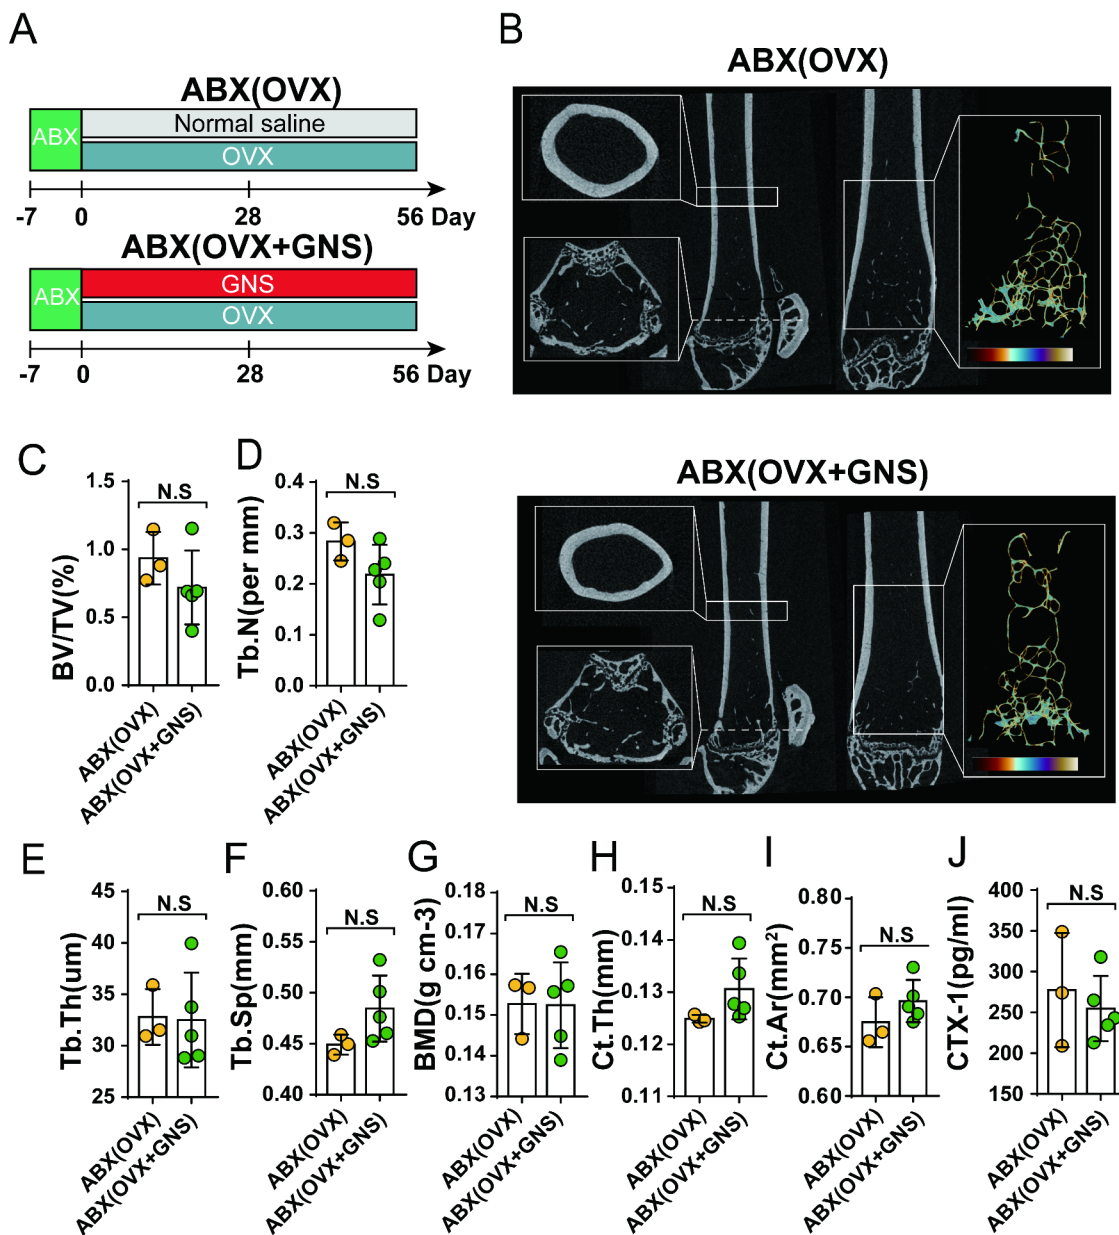 A
ABX(OVX)
ABX
Normal saline
OVX
-7 0 28 56 Day
ABX(OVX+GNS)
ABX
GNS
OVX
-7 0 28 56 Day
B
ABX(OVX)
ABX(OVX+GNS)
C
BV/TV(%)
1.5
1.0
0.5
0.0
N.S
ABX(OVX)
ABX(OVX+GNS)
D
Tb.N(per mm)
0.4
0.3
0.2
0.1
0.0
N.S
ABX(OVX)
ABX(OVX+GNS)
E
Tb.Th(um)
45
40
35
30
25
N.S
ABX(OVX)
ABX(OVX+GNS)
F
Tb.Sp(mm)
0.60
0.55
0.50
0.45
0.40
N.S
ABX(OVX)
ABX(OVX+GNS)
G
BMD(g cm-3)
0.18
0.17
0.16
0.15
0.14
0.13
N.S
ABX(OVX)
ABX(OVX+GNS)
H
Ct.Th(mm)
0.15
0.14
0.13
0.12
0.11
N.S
ABX(OVX)
ABX(OVX+GNS)
I
Ct.Ar(mm²)
0.80
0.75
0.70
0.65
0.60
N.S
ABX(OVX)
ABX(OVX+GNS)
J
CTX-1(pg/ml)
400
350
300
250
200
150
N.S
ABX(OVX)
ABX(OVX+GNS)